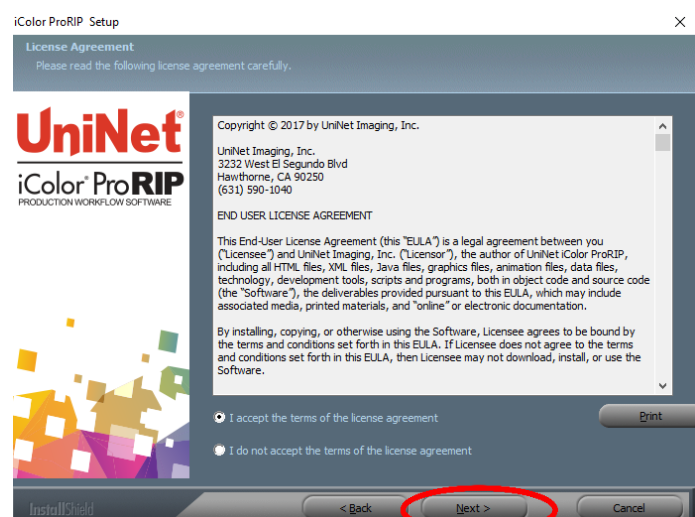 iColor ProRIP Setup
License Agreement
Please read the following license agreement carefully.
UniNet®
iColor® ProRIP
PRODUCTION WORKFLOW SOFTWARE
Copyright © 2017 by UniNet Imaging, Inc.
UniNet Imaging, Inc.
3232 West El Segundo Blvd
Hawthorne, CA 90250
(631) 590-1040
END USER LICENSE AGREEMENT
This End-User License Agreement (this "EULA") is a legal agreement between you
("Licensee") and UniNet Imaging, Inc. ("Licensor"), the author of UniNet iColor ProRIP,
including all HTML files, XML files, Java files, graphics files, animation files, data files,
technology, development tools, scripts and programs, both in object code and source code
(the "Software"), the deliverables provided pursuant to this EULA, which may include
associated media, printed materials, and "online" or electronic documentation.
By installing, copying, or otherwise using the Software, Licensee agrees to be bound by
the terms and conditions set forth in this EULA. If Licensee does not agree to the terms
and conditions set forth in this EULA, then Licensee may not download, install, or use the
Software.
I accept the terms of the license agreement
Print
I do not accept the terms of the license agreement
InstallShield
< Back
Next >
Cancel